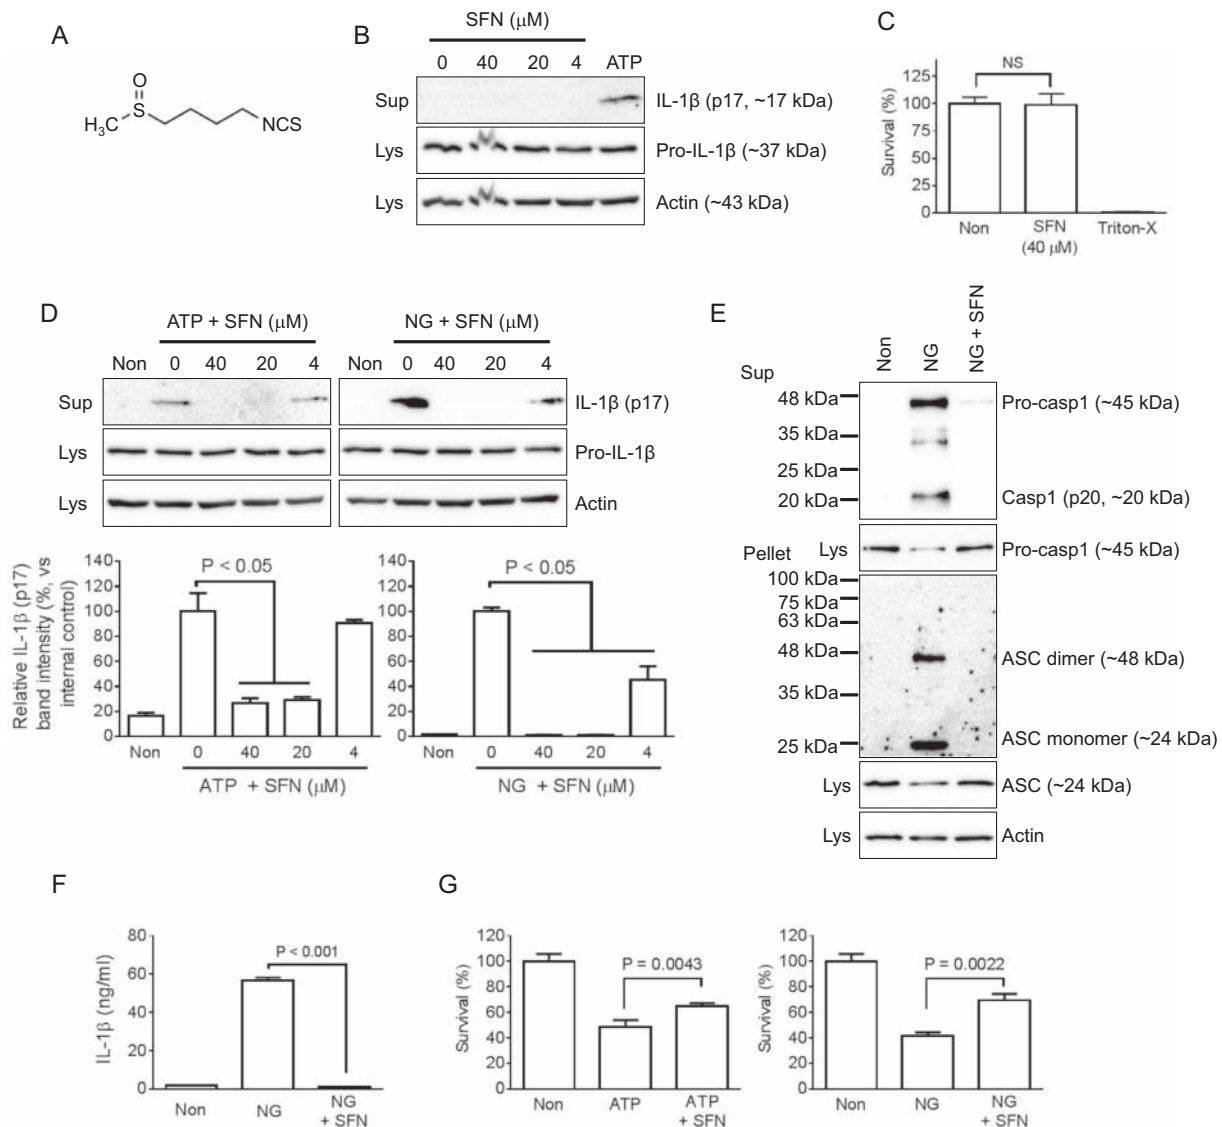 A
O
S
H₃C
NCS
B
SFN (μM)
0 40 20 4 ATP
Sup IL-1β (p17, ~17 kDa)
Lys Pro-IL-1β (~37 kDa)
Lys Actin (~43 kDa)
C
Survival (%)
125
100
75
50
25
0
NS
Non SFN (40 μM) Triton-X
D
ATP + SFN (μM) NG + SFN (μM)
Non 0 40 20 4 Non 0 40 20 4
Sup IL-1β (p17)
Lys Pro-IL-1β
Lys Actin
Relative IL-1β (p17)
band intensity (%, vs
internal control)
140
120
100
80
60
40
20
0
P < 0.05
Non 0 40 20 4
ATP + SFN (μM)
140
120
100
80
60
40
20
0
P < 0.05
Non 0 40 20 4
NG + SFN (μM)
E
Non NG NG + SFN
Sup
48 kDa Pro-casp1 (~45 kDa)
35 kDa
25 kDa
20 kDa Casp1 (p20, ~20 kDa)
Lys Pro-casp1 (~45 kDa)
Pellet
100 kDa
75 kDa
63 kDa
48 kDa ASC dimer (~48 kDa)
35 kDa
25 kDa ASC monomer (~24 kDa)
Lys ASC (~24 kDa)
Lys Actin
F
IL-1β (ng/ml)
80
60
40
20
0
P < 0.001
Non NG NG + SFN
G
Survival (%)
120
100
80
60
40
20
0
P = 0.0043
Non ATP ATP + SFN
Survival (%)
120
100
80
60
40
20
0
P = 0.0022
Non NG NG + SFN